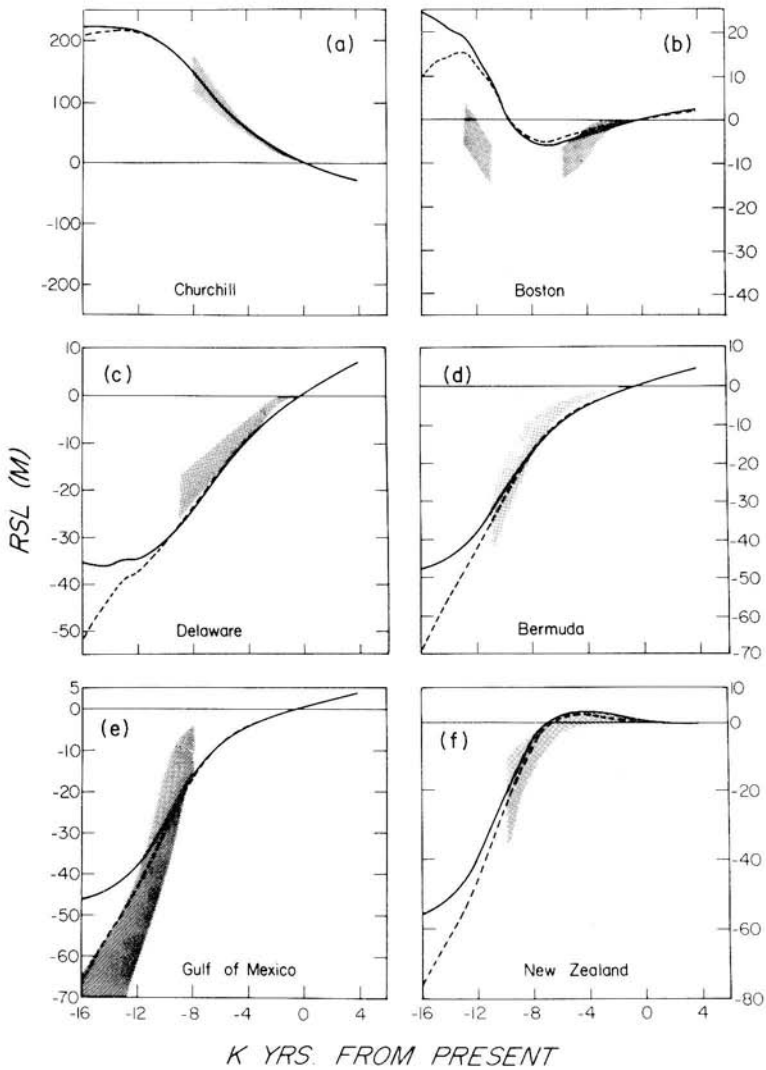 (a)
200
100
0
-100
-200
Churchill
(b)
20
10
0
-10
-20
-30
-40
Boston
(c)
10
0
-10
-20
-30
-40
-50
Delaware
(d)
10
0
-10
-20
-30
-40
-50
-60
-70
Bermuda
RSL (M)
(e)
5
0
-10
-20
-30
-40
-50
-60
-70
Gulf of Mexico
-16 -12 -8 -4 0 4
(f)
10
0
-20
-40
-60
-80
New Zealand
-16 -12 -8 -4 0 4
K YRS. FROM PRESENT